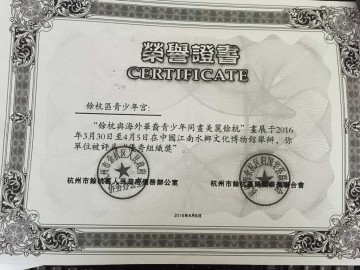 榮譽證書
CERTIFICATE
餘杭區青少年宮：
“餘杭與海外華裔青少年同畫美麗餘杭”畫展于2016
年3月30日至4月5日在中國江南水鄉文化博物館舉辦，你
單位被評為“優秀組織獎”
杭州市餘杭區人民政府僑務辦公室
杭州市餘杭區歸國華僑聯合會
2016年4月6日